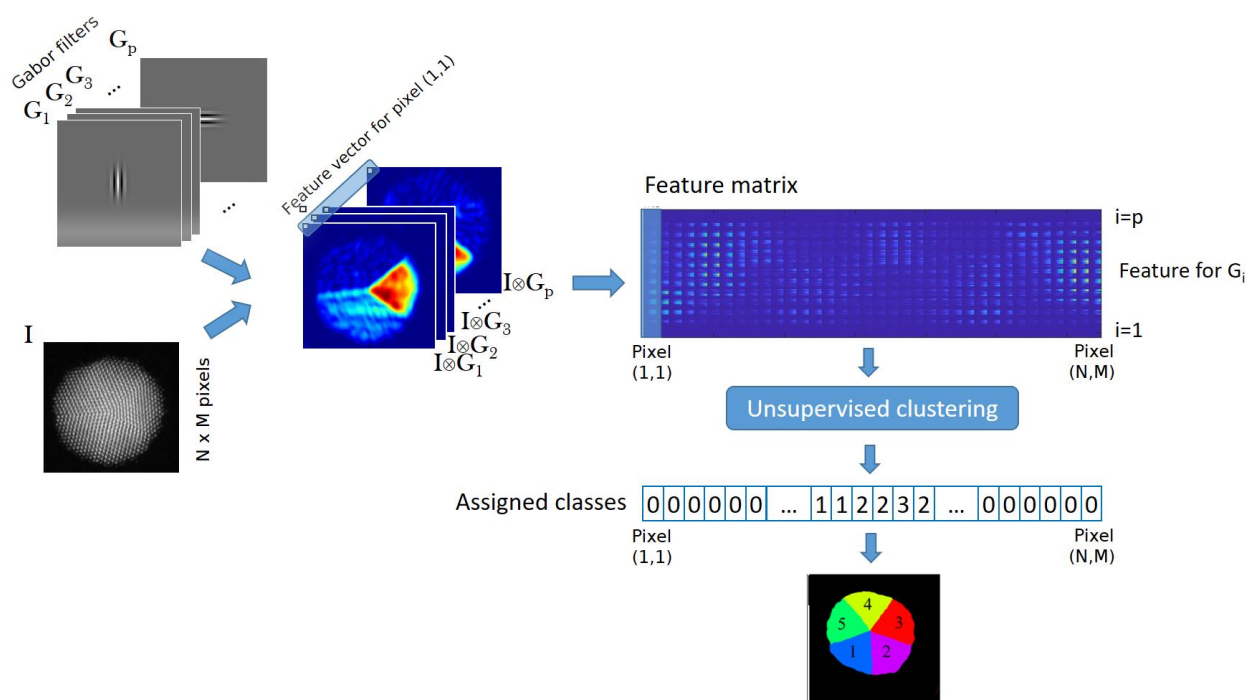 Gabor filters
G₁
G₂
G₃
...
Gₚ
...
I
N x M pixels
Feature vector for pixel (1,1)
I⊗G₁
I⊗G₂
I⊗G₃
...
I⊗Gₚ
Feature matrix
i=p
Feature for Gᵢ
i=1
Pixel
(1,1)
Pixel
(N,M)
Unsupervised clustering
Assigned classes
0 0 0 0 0 0 ... 1 1 2 2 3 2 ... 0 0 0 0 0 0
Pixel
(1,1)
Pixel
(N,M)
4
5
3
1
2